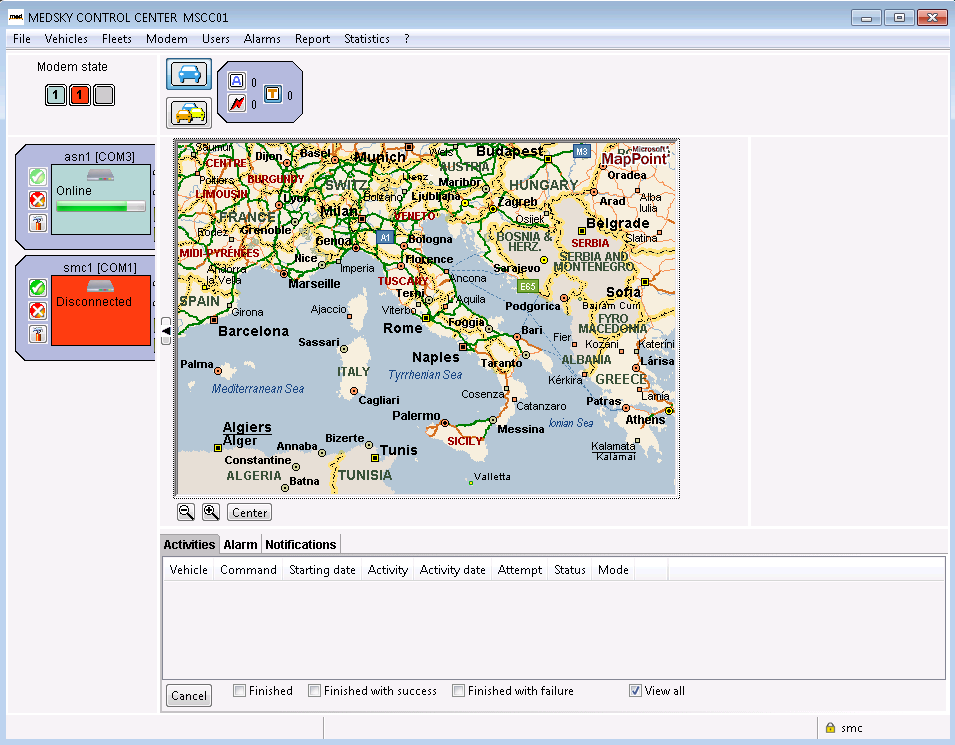 med. MEDSKY CONTROL CENTER MSCC01
File Vehicles Fleets Modem Users Alarms Report Statistics ?
Modem state
1 1
A 0
T 0
0
asn1 [COM3]
Online
smc1 [COM1]
Disconnected
Microsoft
MapPoint
Saumur
Dijon
Basel
Munich
Wels
Budapest
M3
CENTRE
AUSTRIA
Oradea
Poitiers
BURGUNDY
SWITZ.
Lienz
Maribor
HUNGARY
LIMOUSIN
Lyon
Bolzano
Ljubljana
Zagreb
Arad
Alba
Iulia
FRANCE
Milan
VENETO
Osijek
Belgrade
Rodez
Grenoble
Genoa
A1
Bologna
BOSNIA &
HERZ.
SERBIA
Slatina
MIDI-PYRÉNÉES
Nice
Imperia
Florence
Sarajevo
SERBIA AND
MONTENEGRO
Andorra
la Vella
Marseille
TUSCANY
Ancona
E65
Sofia
SPAIN
Girona
Ajaccio
Terni
L'Aquila
Viterbo
Podgorica
Bajram Curri
Barcelona
Rome
Foggia
Bari
FYRO
MACEDONIA
Sassari
Naples
Fier
Kozani
Katerini
Palma
ITALY
Tyrrhenian Sea
Taranto
ALBANIA
Lárisa
Mediterranean Sea
Kérkira
GREECE
Cagliari
Cosenza
Catanzaro
Patras
Lamia
Palermo
Messina
Ionian Sea
Athens
Algiers
Alger
Annaba
Bizerte
Tunis
SICILY
Kalamata
Kalámai
Constantine
ALGERIA
Batna
TUNISIA
Valletta
Center
Activities Alarm Notifications
Vehicle Command Starting date Activity Activity date Attempt Status Mode
Cancel Finished Finished with success Finished with failure View all
smc